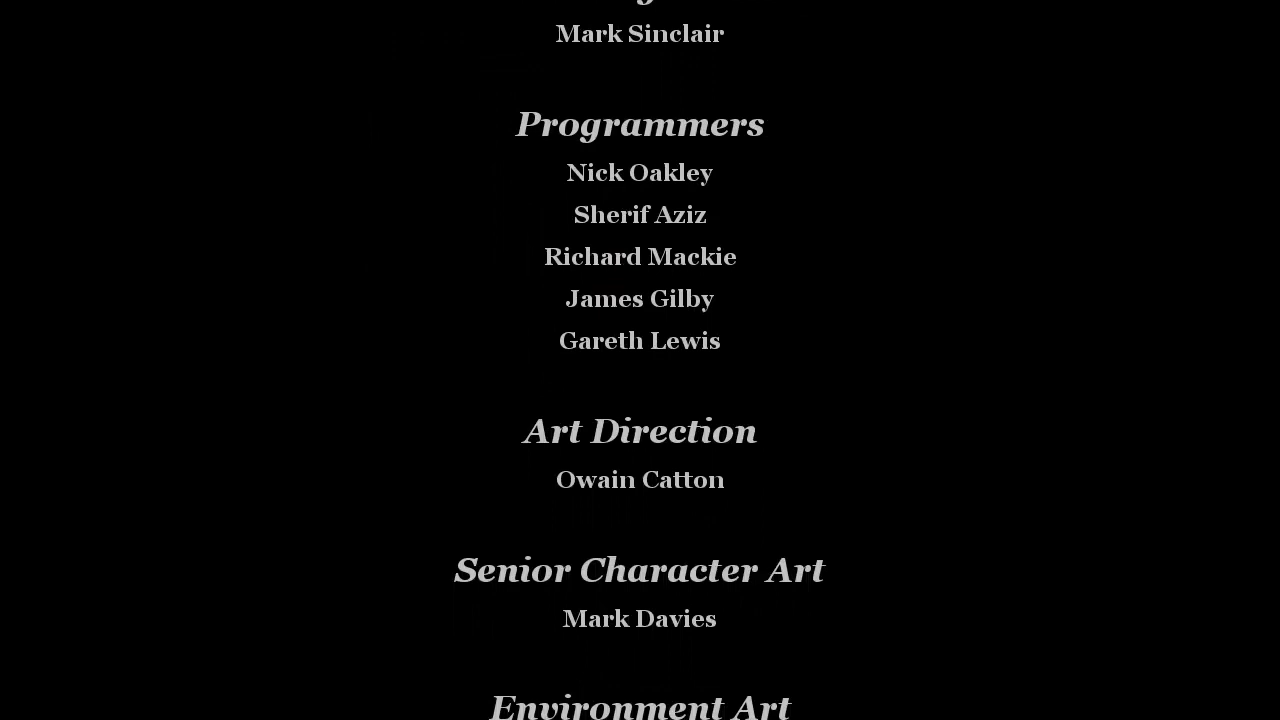 Mark Sinclair
Programmers
Nick Oakley
Sherif Aziz
Richard Mackie
James Gilby
Gareth Lewis
Art Direction
Owain Catton
Senior Character Art
Mark Davies
Environment Art